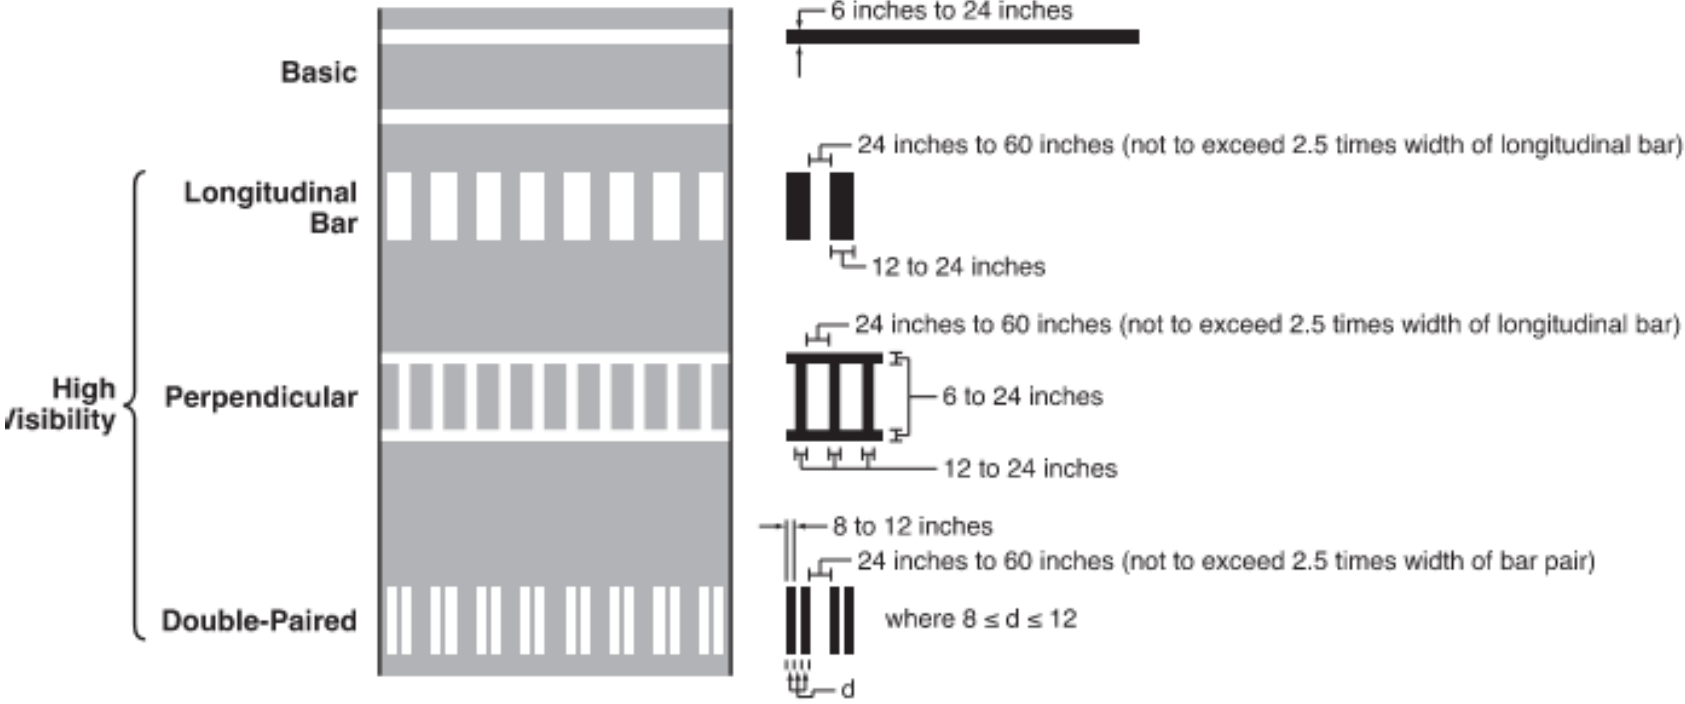 6 inches to 24 inches
Basic
24 inches to 60 inches (not to exceed 2.5 times width of longitudinal bar)
Longitudinal
Bar
12 to 24 inches
24 inches to 60 inches (not to exceed 2.5 times width of longitudinal bar)
High
Visibility
Perpendicular
6 to 24 inches
12 to 24 inches
8 to 12 inches
24 inches to 60 inches (not to exceed 2.5 times width of bar pair)
Double-Paired
where 8 ≤ d ≤ 12
d